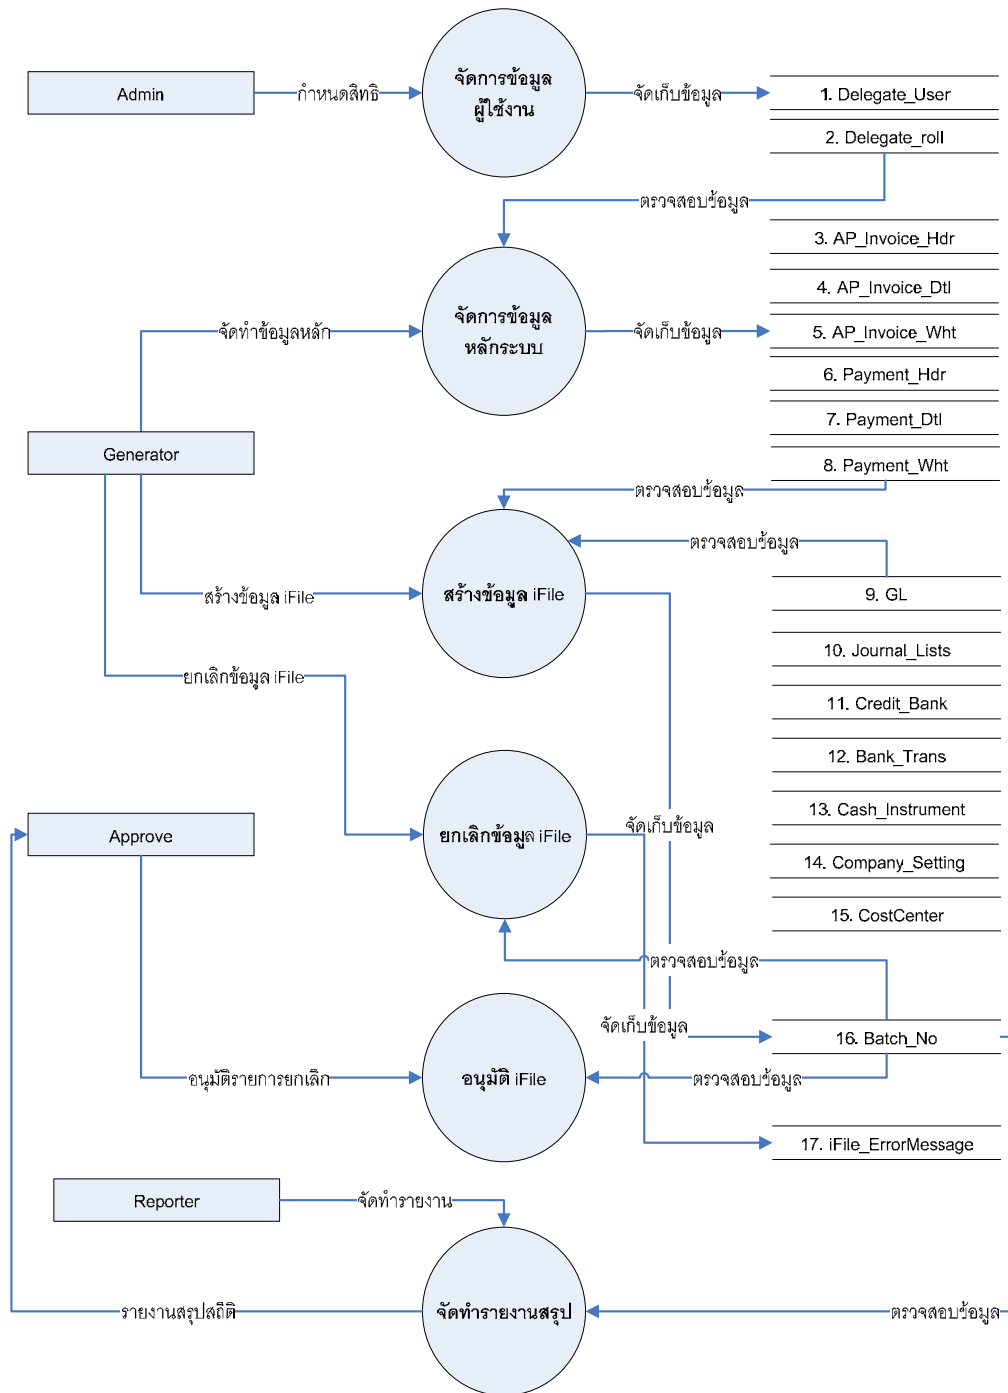 Admin
กำหนดสิทธิ
จัดการข้อมูล
ผู้ใช้งาน
จัดเก็บข้อมูล
1. Delegate_User
2. Delegate_roll
ตรวจสอบข้อมูล
3. AP_Invoice_Hdr
4. AP_Invoice_Dtl
จัดทำข้อมูลหลัก
จัดการข้อมูล
หลักระบบ
จัดเก็บข้อมูล
5. AP_Invoice_Wht
6. Payment_Hdr
7. Payment_Dtl
Generator
8. Payment_Wht
ตรวจสอบข้อมูล
ตรวจสอบข้อมูล
สร้างข้อมูล iFile
สร้างข้อมูล iFile
9. GL
10. Journal_Lists
ยกเลิกข้อมูล iFile
11. Credit_Bank
12. Bank_Trans
13. Cash_Instrument
Approve
ยกเลิกข้อมูล iFile
จัดเก็บข้อมูล
14. Company_Setting
15. CostCenter
ตรวจสอบข้อมูล
จัดเก็บข้อมูล
16. Batch_No
อนุมัติรายการยกเลิก
อนุมัติ iFile
ตรวจสอบข้อมูล
17. iFile_ErrorMessage
Reporter
จัดทำรายงาน
รายงานสรุปสถิติ
จัดทำรายงานสรุป
ตรวจสอบข้อมูล